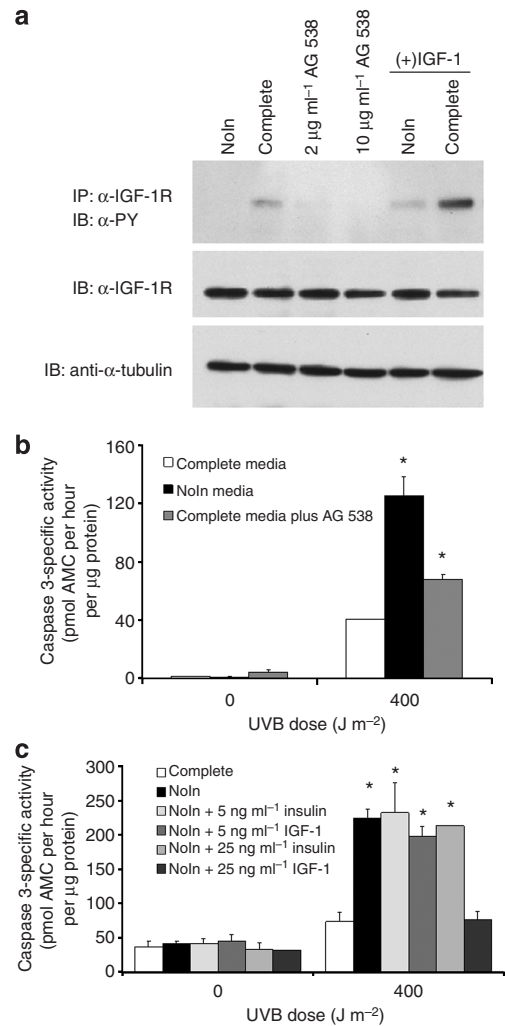 a
NoIn
Complete
2 µg ml⁻¹ AG 538
10 µg ml⁻¹ AG 538
(+)IGF-1
NoIn
Complete
IP: α-IGF-1R
IB: α-PY
IB: α-IGF-1R
IB: anti-α-tubulin
b
Caspase 3-specific activity
(pmol AMC per hour
per µg protein)
160
120
80
40
0
Complete media
NoIn media
Complete media plus AG 538
*
*
0
400
UVB dose (J m⁻²)
c
Caspase 3-specific activity
(pmol AMC per hour
per µg protein)
300
250
200
150
100
50
0
Complete
NoIn
NoIn + 5 ng ml⁻¹ insulin
NoIn + 5 ng ml⁻¹ IGF-1
NoIn + 25 ng ml⁻¹ insulin
NoIn + 25 ng ml⁻¹ IGF-1
*
*
*
*
0
400
UVB dose (J m⁻²)